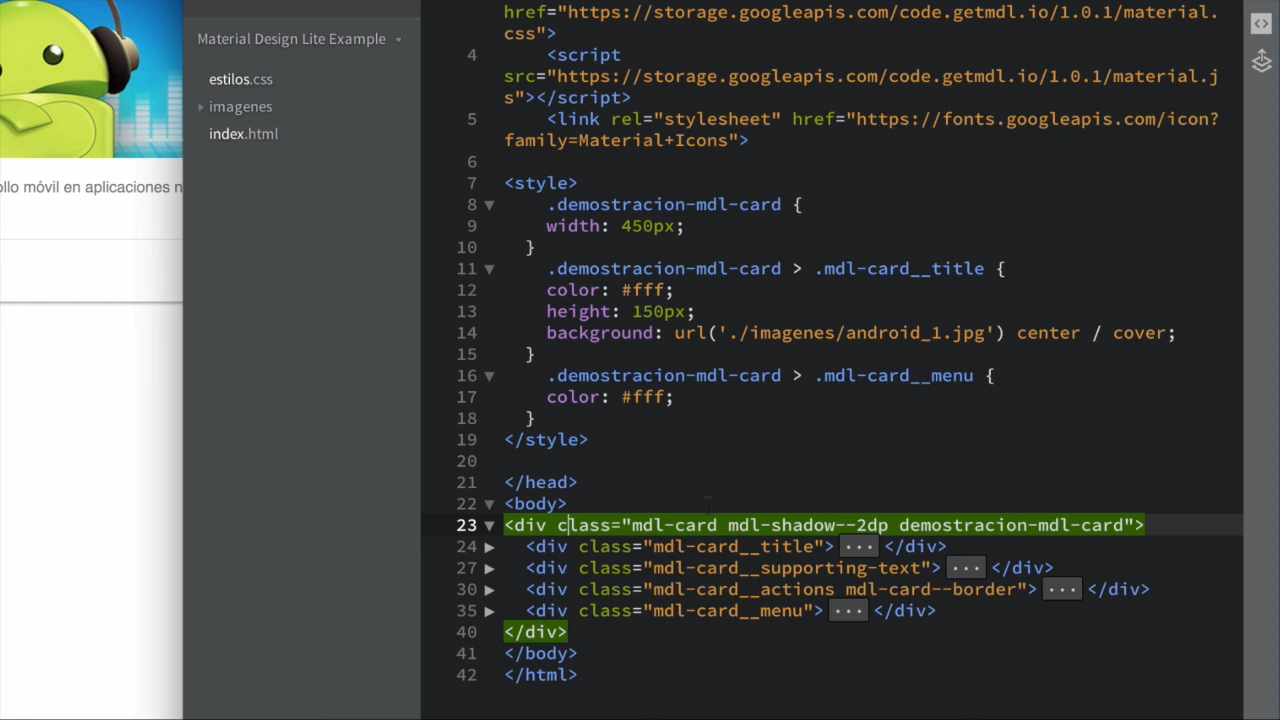 ollo móvil en aplicaciones n
Material Design Lite Example
estilos.css
imagenes
index.html
href="https://storage.googleapis.com/code.getmdl.io/1.0.1/material.
css">
4 <script
src="https://storage.googleapis.com/code.getmdl.io/1.0.1/material.j
s"></script>
5 <link rel="stylesheet" href="https://fonts.googleapis.com/icon?
family=Material+Icons">
6
7 <style>
8 .demostracion-mdl-card {
9 width: 450px;
10 }
11 .demostracion-mdl-card > .mdl-card__title {
12 color: #fff;
13 height: 150px;
14 background: url('./imagenes/android_1.jpg') center / cover;
15 }
16 .demostracion-mdl-card > .mdl-card__menu {
17 color: #fff;
18 }
19 </style>
20
21 </head>
22 <body>
23 <div class="mdl-card mdl-shadow--2dp demostracion-mdl-card">
24 <div class="mdl-card__title"> ... </div>
27 <div class="mdl-card__supporting-text"> ... </div>
30 <div class="mdl-card__actions mdl-card--border"> ... </div>
35 <div class="mdl-card__menu"> ... </div>
40 </div>
41 </body>
42 </html>